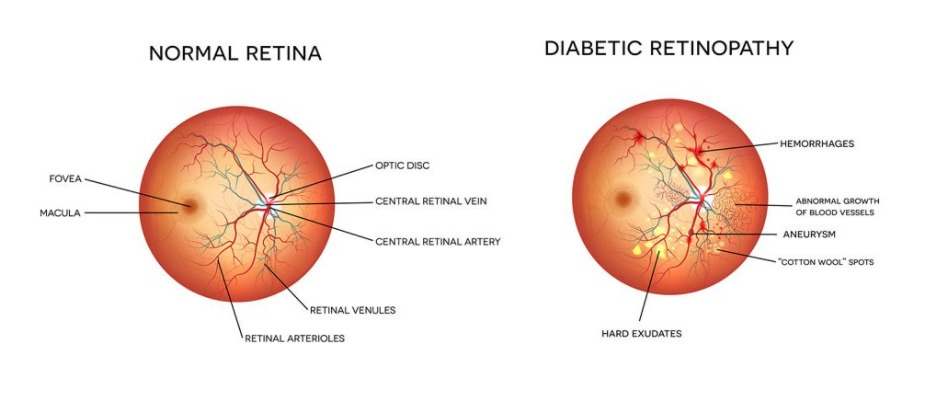 NORMAL RETINA
FOVEA
MACULA
OPTIC DISC
CENTRAL RETINAL VEIN
CENTRAL RETINAL ARTERY
RETINAL VENULES
RETINAL ARTERIOLES
DIABETIC RETINOPATHY
HEMORRHAGES
ABNORMAL GROWTH
OF BLOOD VESSELS
ANEURYSM
"COTTON WOOL" SPOTS
HARD EXUDATES